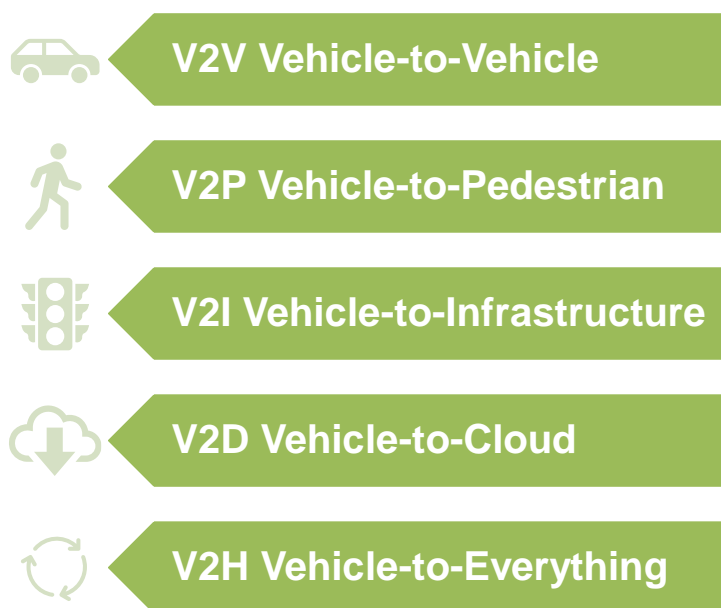 V2V Vehicle-to-Vehicle
V2P Vehicle-to-Pedestrian
V2I Vehicle-to-Infrastructure
V2D Vehicle-to-Cloud
V2H Vehicle-to-Everything